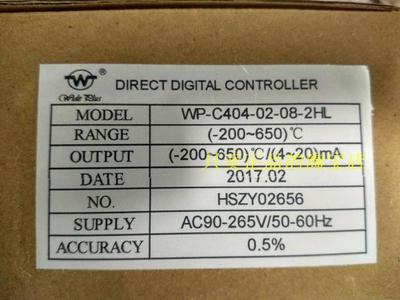 W ®
Wide Plus
DIRECT DIGITAL CONTROLLER
MODEL WP-C404-02-08-2HL
RANGE (-200~650)℃
OUTPUT (-200~650)℃/(4~20)mA
DATE 2017.02
NO. HSZY02656
SUPPLY AC90-265V/50-60Hz
ACCURACY 0.5%